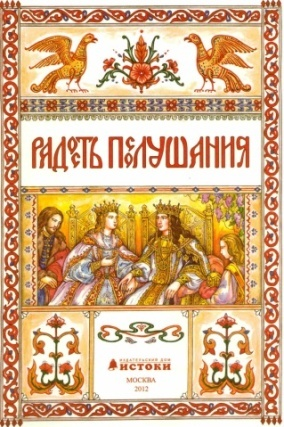 РАДОСТЬ ПОСЛУШАНИЯ
ИЗДАТЕЛЬСКИЙ ДОМ
ИСТОКИ
МОСКВА
2012